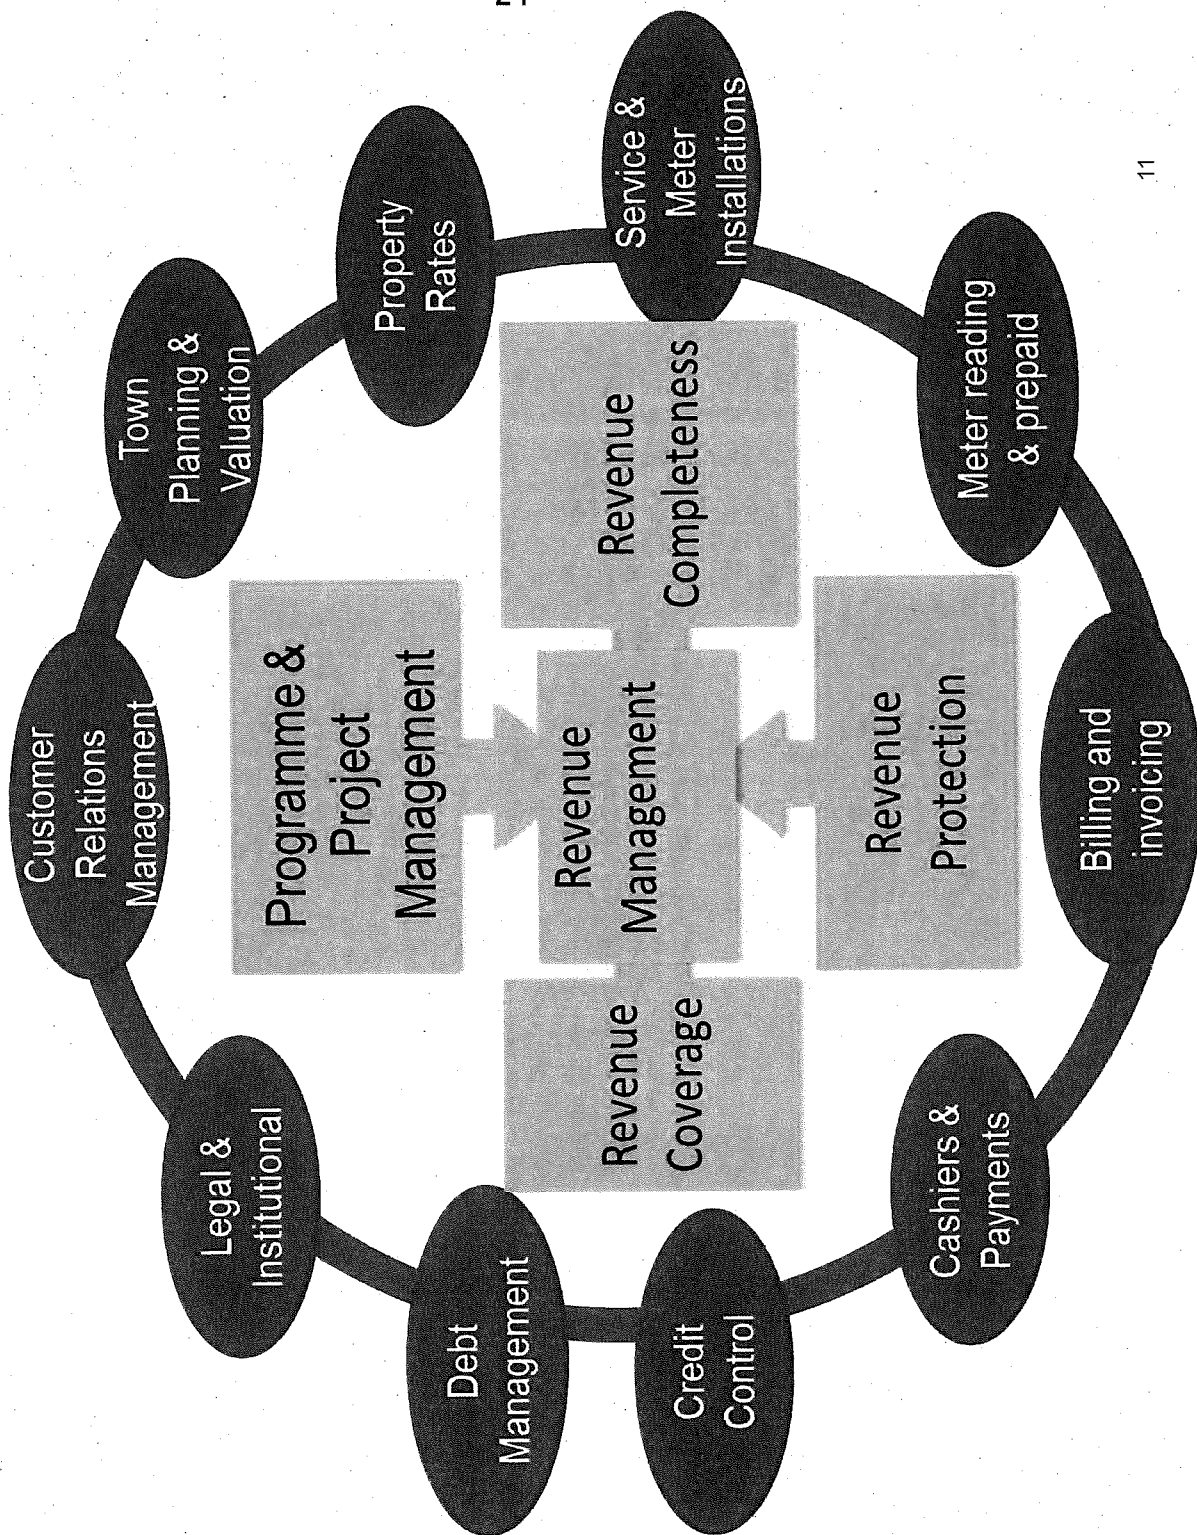 Customer
Relations
Management
Town
Planning &
Valuation
Property
Rates
Service &
Meter
Installations
Meter reading
& prepaid
Billing and
invoicing
Cashiers &
Payments
Credit
Control
Debt
Management
Legal &
Institutional
Programme &
Project
Management
Revenue
Coverage
Revenue
Management
Revenue
Completeness
Revenue
Protection
11